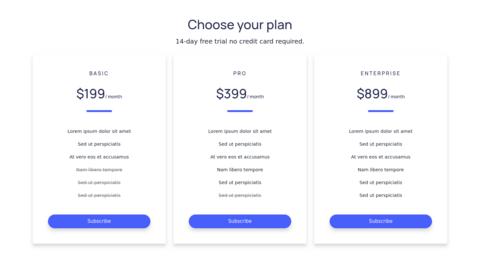 Choose your plan
14-day free trial no credit card required.
BASIC
$199 / month
Lorem ipsum dolor sit amet
Sed ut perspiciatis
At vero eos et accusamus
Nam libero tempore
Sed ut perspiciatis
Sed ut perspiciatis
Subscribe
PRO
$399 / month
Lorem ipsum dolor sit amet
Sed ut perspiciatis
At vero eos et accusamus
Nam libero tempore
Sed ut perspiciatis
Sed ut perspiciatis
Subscribe
ENTERPRISE
$899 / month
Lorem ipsum dolor sit amet
Sed ut perspiciatis
At vero eos et accusamus
Nam libero tempore
Sed ut perspiciatis
Sed ut perspiciatis
Subscribe